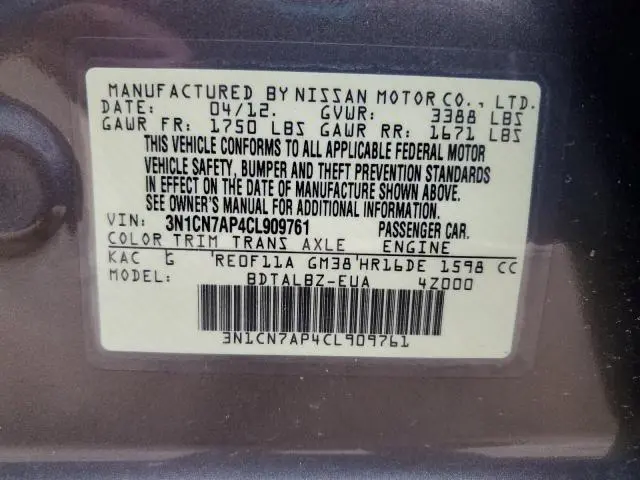 MANUFACTURED BY NISSAN MOTOR CO., LTD.
DATE: 04/12. GVWR: 3388 LBS
GAWR FR: 1750 LBS GAWR RR: 1671 LBS
THIS VEHICLE CONFORMS TO ALL APPLICABLE FEDERAL MOTOR
VEHICLE SAFETY, BUMPER AND THEFT PREVENTION STANDARDS
IN EFFECT ON THE DATE OF MANUFACTURE SHOWN ABOVE.
SEE OWNER'S MANUAL FOR ADDITIONAL INFORMATION.
VIN: 3N1CN7AP4CL909761 PASSENGER CAR.
COLOR TRIM TRANS AXLE ENGINE
KAC G RE0F11A GM38 HR16DE 1598 CC
MODEL: BDTALBZ-EUA 4Z000
3N1CN7AP4CL909761